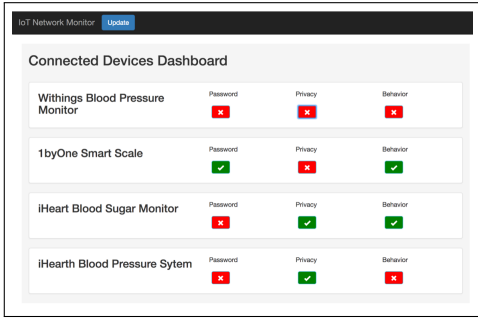 IoT Network Monitor Update
Connected Devices Dashboard
Withings Blood Pressure
Monitor
Password Privacy Behavior
1byOne Smart Scale
Password Privacy Behavior
iHeart Blood Sugar Monitor
Password Privacy Behavior
iHearth Blood Pressure Sytem
Password Privacy Behavior